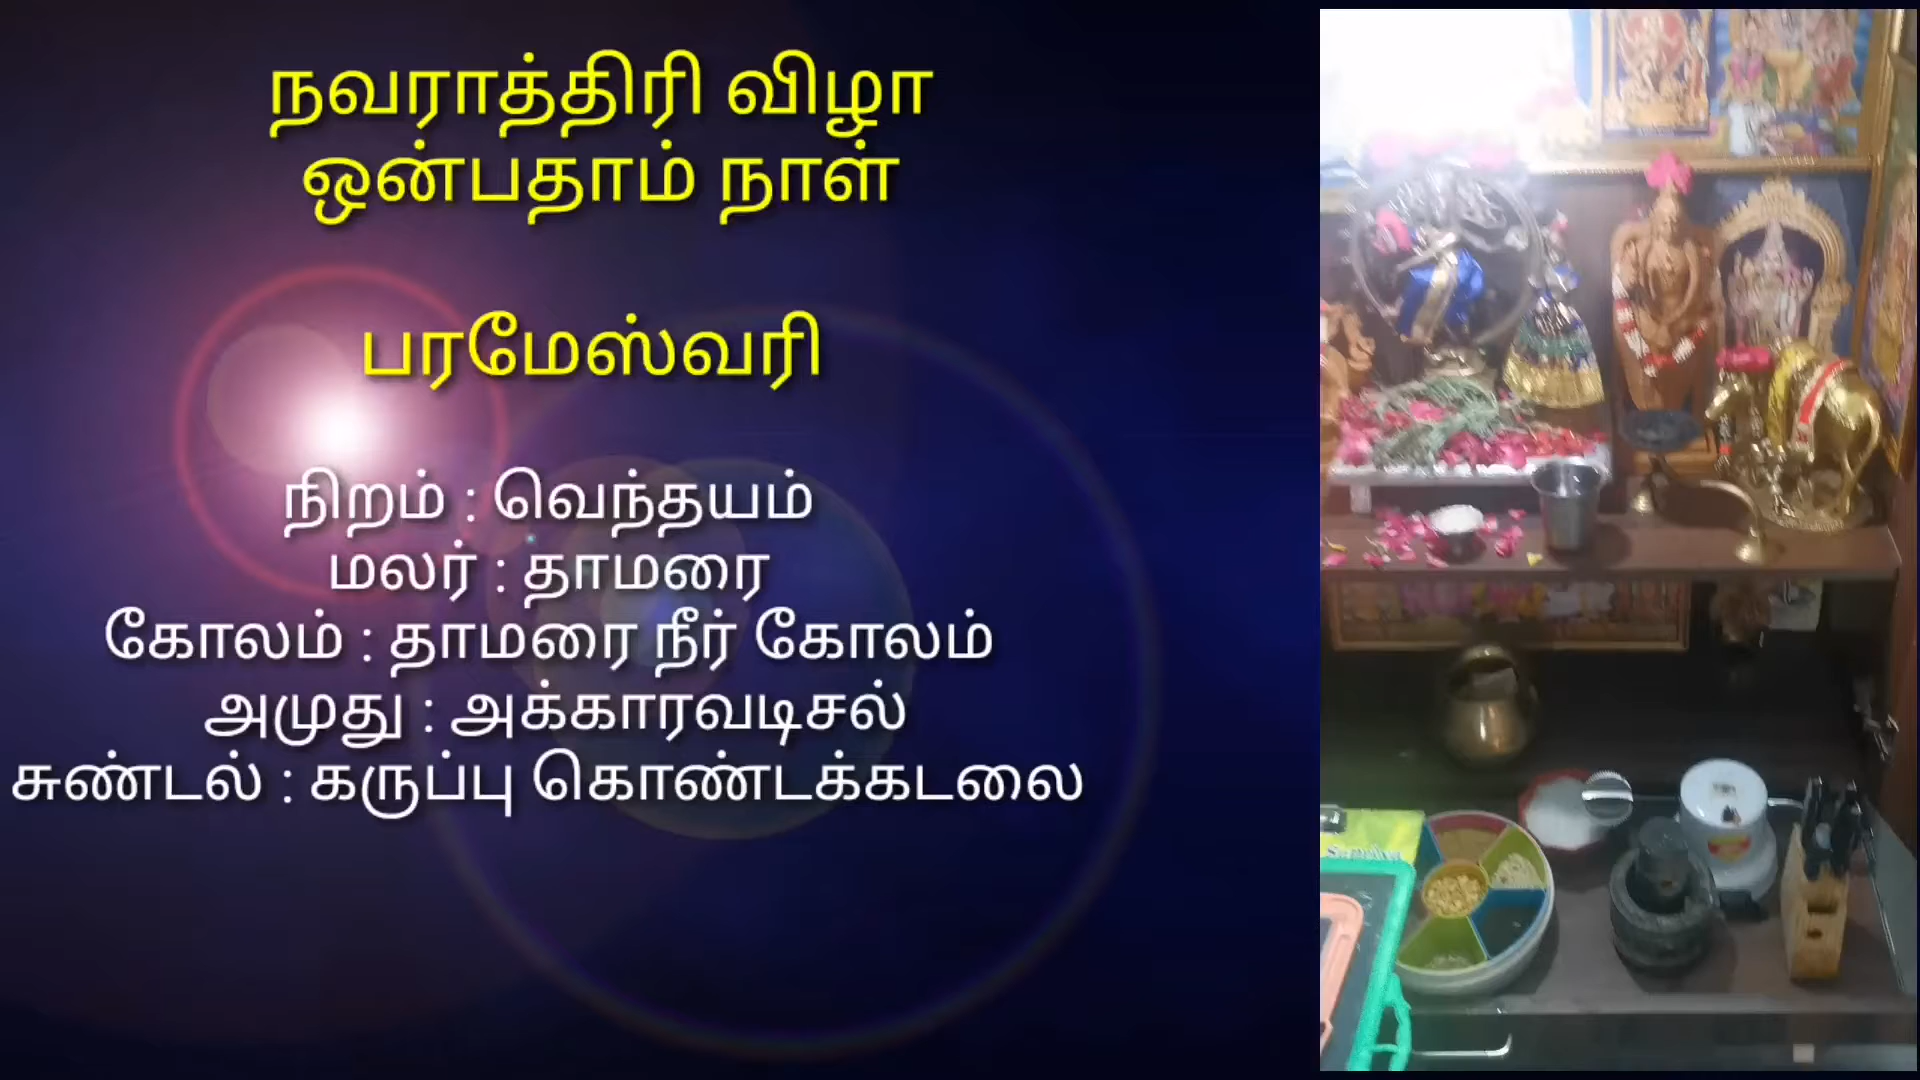 நவராத்திரி விழா
ஒன்பதாம் நாள்
பரமேஸ்வரி
நிறம் : வெந்தயம்
மலர் : தாமரை
கோலம் : தாமரை நீர் கோலம்
அமுது : அக்காரவடிசல்
சுண்டல் : கருப்பு கொண்டக்கடலை